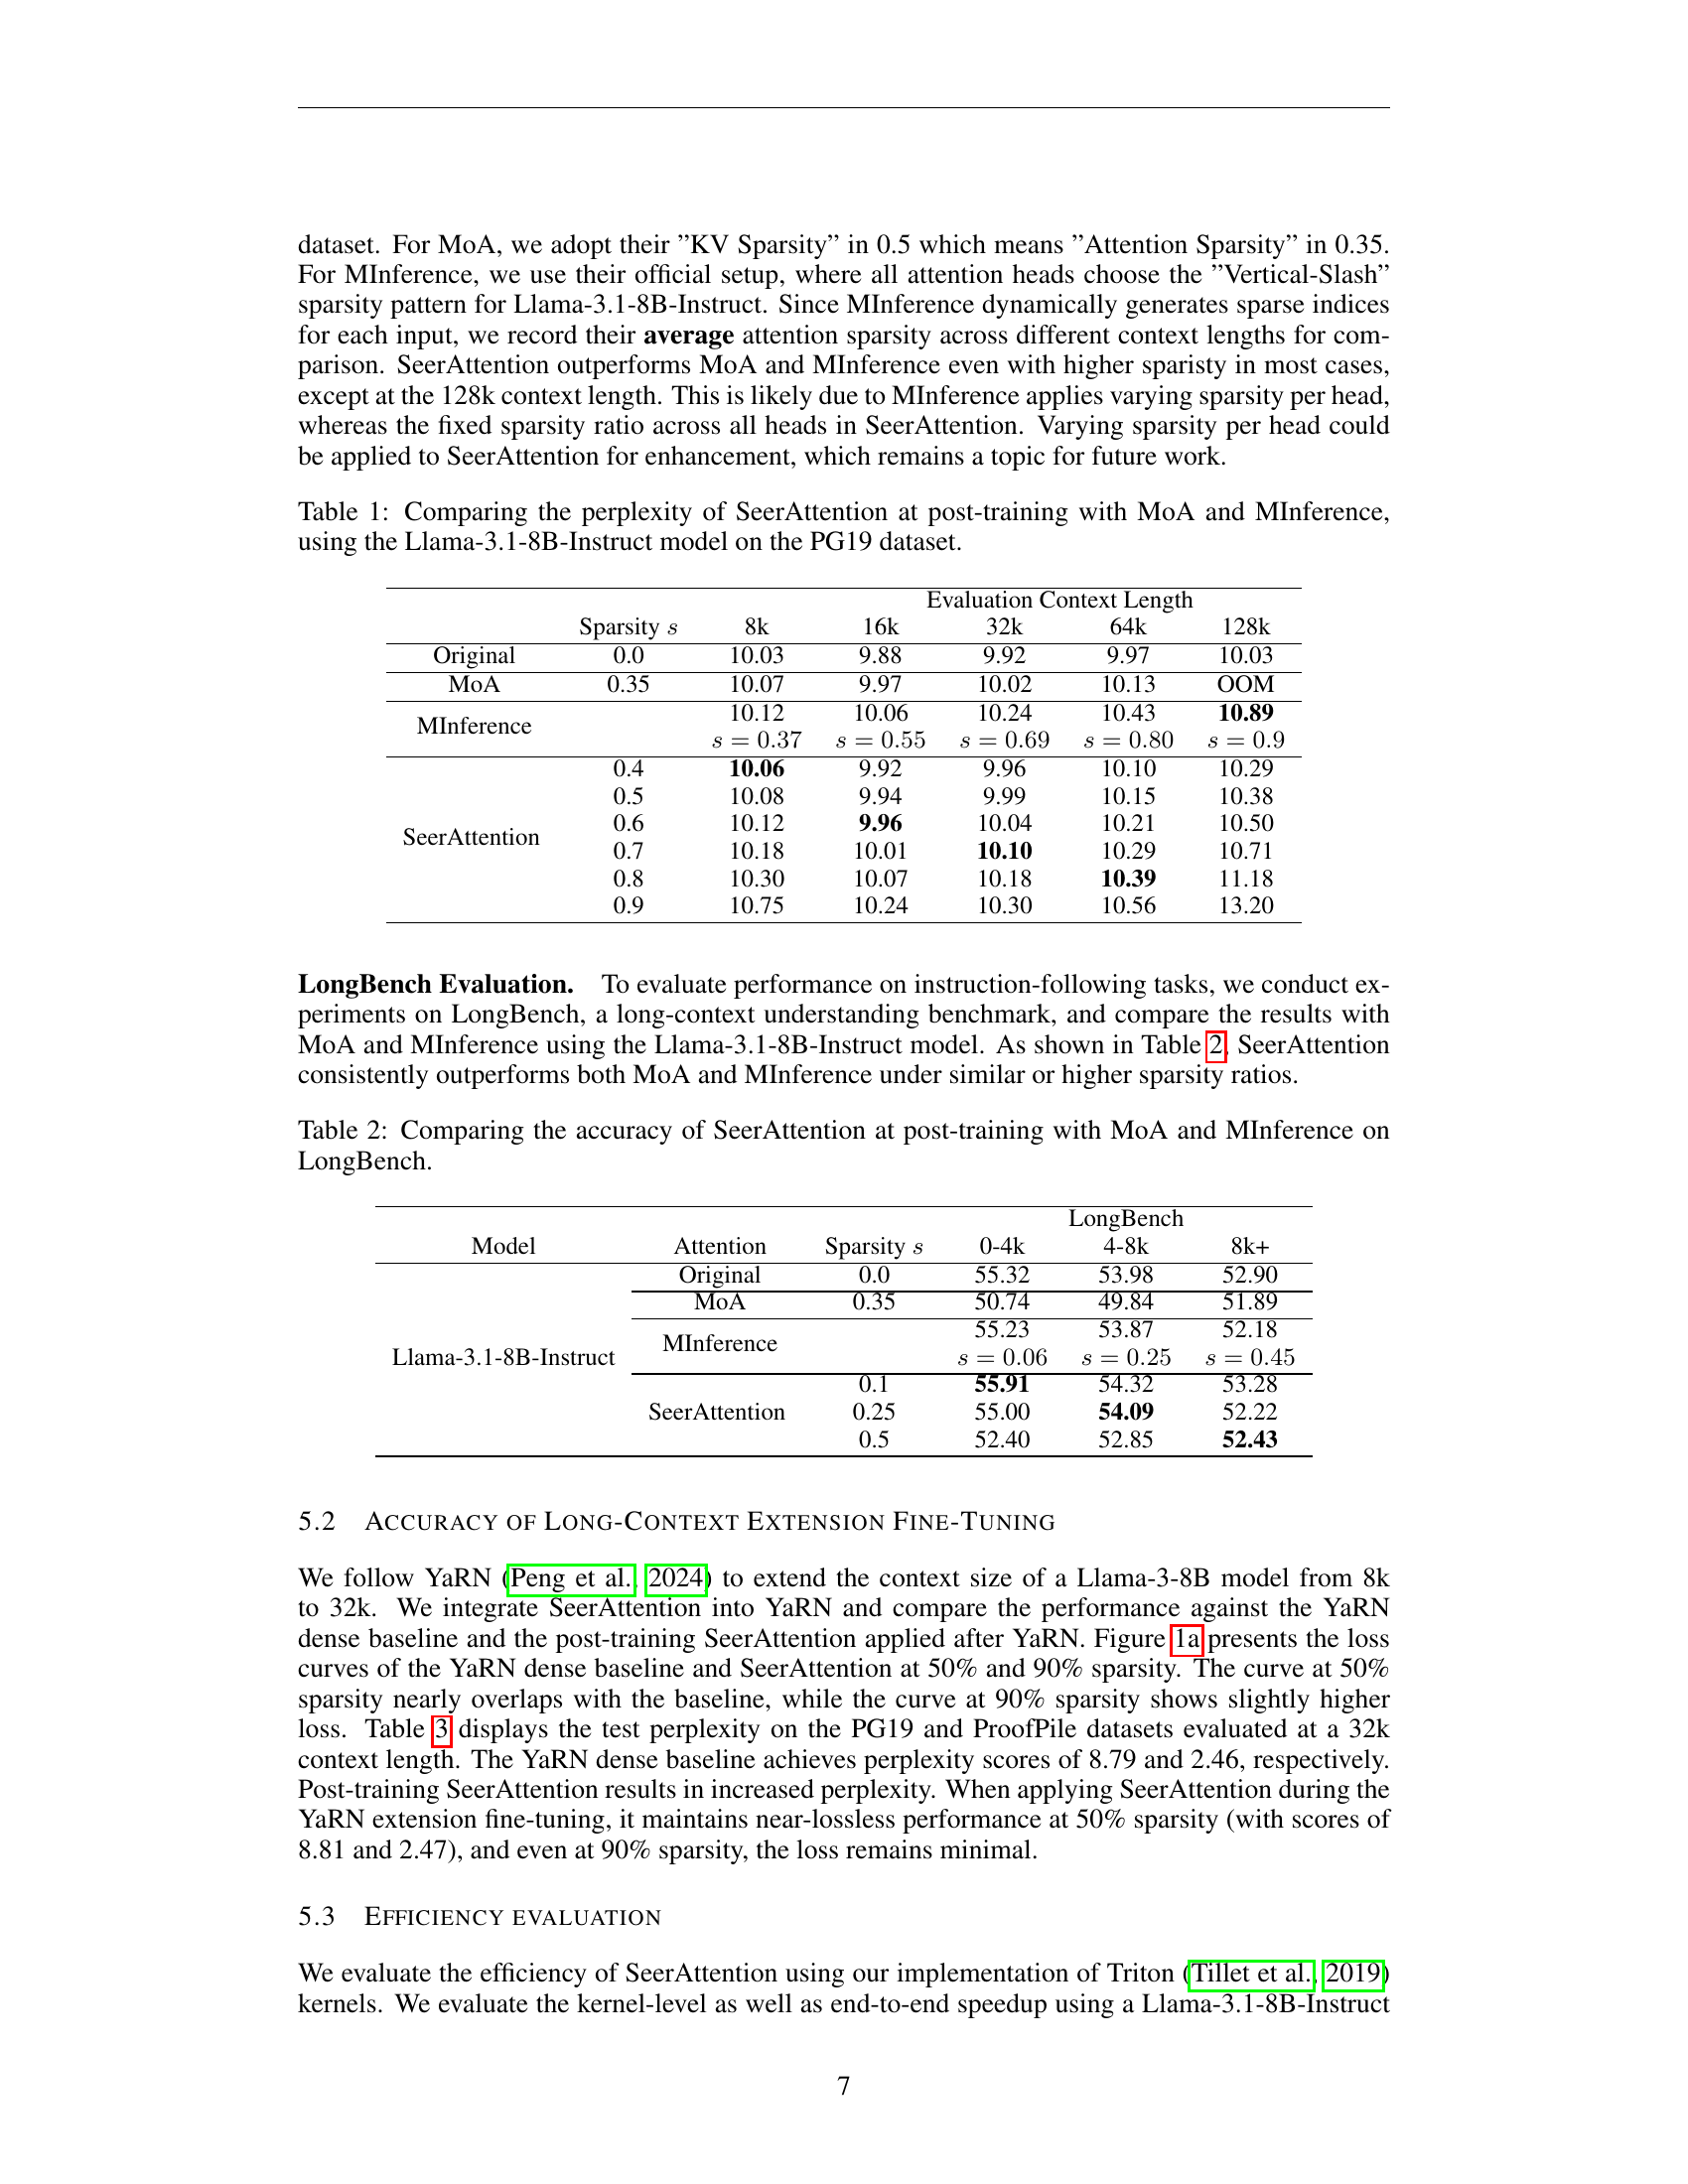 dataset. For MoA, we adopt their ”KV Sparsity” in 0.5 which means ”Attention Sparsity” in 0.35.
For MInference, we use their official setup, where all attention heads choose the ”Vertical-Slash”
sparsity pattern for Llama-3.1-8B-Instruct. Since MInference dynamically generates sparse indices
for each input, we record their average attention sparsity across different context lengths for com-
parison. SeerAttention outperforms MoA and MInference even with higher sparisty in most cases,
except at the 128k context length. This is likely due to MInference applies varying sparsity per head,
whereas the fixed sparsity ratio across all heads in SeerAttention. Varying sparsity per head could
be applied to SeerAttention for enhancement, which remains a topic for future work.
Table 1: Comparing the perplexity of SeerAttention at post-training with MoA and MInference,
using the Llama-3.1-8B-Instruct model on the PG19 dataset.
Evaluation Context Length
Sparsity s 8k 16k 32k 64k 128k
Original 0.0 10.03 9.88 9.92 9.97 10.03
MoA 0.35 10.07 9.97 10.02 10.13 OOM
MInference 10.12 10.06 10.24 10.43 10.89
s = 0.37 s = 0.55 s = 0.69 s = 0.80 s = 0.9
0.4 10.06 9.92 9.96 10.10 10.29
0.5 10.08 9.94 9.99 10.15 10.38
0.6 10.12 9.96 10.04 10.21 10.50
SeerAttention 0.7 10.18 10.01 10.10 10.29 10.71
0.8 10.30 10.07 10.18 10.39 11.18
0.9 10.75 10.24 10.30 10.56 13.20
LongBench Evaluation. To evaluate performance on instruction-following tasks, we conduct ex-
periments on LongBench, a long-context understanding benchmark, and compare the results with
MoA and MInference using the Llama-3.1-8B-Instruct model. As shown in Table 2, SeerAttention
consistently outperforms both MoA and MInference under similar or higher sparsity ratios.
Table 2: Comparing the accuracy of SeerAttention at post-training with MoA and MInference on
LongBench.
LongBench
Model Attention Sparsity s 0-4k 4-8k 8k+
Original 0.0 55.32 53.98 52.90
MoA 0.35 50.74 49.84 51.89
MInference 55.23 53.87 52.18
Llama-3.1-8B-Instruct s = 0.06 s = 0.25 s = 0.45
0.1 55.91 54.32 53.28
SeerAttention 0.25 55.00 54.09 52.22
0.5 52.40 52.85 52.43
5.2 ACCURACY OF LONG-CONTEXT EXTENSION FINE-TUNING
We follow YaRN (Peng et al., 2024) to extend the context size of a Llama-3-8B model from 8k
to 32k. We integrate SeerAttention into YaRN and compare the performance against the YaRN
dense baseline and the post-training SeerAttention applied after YaRN. Figure 1a presents the loss
curves of the YaRN dense baseline and SeerAttention at 50% and 90% sparsity. The curve at 50%
sparsity nearly overlaps with the baseline, while the curve at 90% sparsity shows slightly higher
loss. Table 3 displays the test perplexity on the PG19 and ProofPile datasets evaluated at a 32k
context length. The YaRN dense baseline achieves perplexity scores of 8.79 and 2.46, respectively.
Post-training SeerAttention results in increased perplexity. When applying SeerAttention during the
YaRN extension fine-tuning, it maintains near-lossless performance at 50% sparsity (with scores of
8.81 and 2.47), and even at 90% sparsity, the loss remains minimal.
5.3 EFFICIENCY EVALUATION
We evaluate the efficiency of SeerAttention using our implementation of Triton (Tillet et al., 2019)
kernels. We evaluate the kernel-level as well as end-to-end speedup using a Llama-3.1-8B-Instruct
7